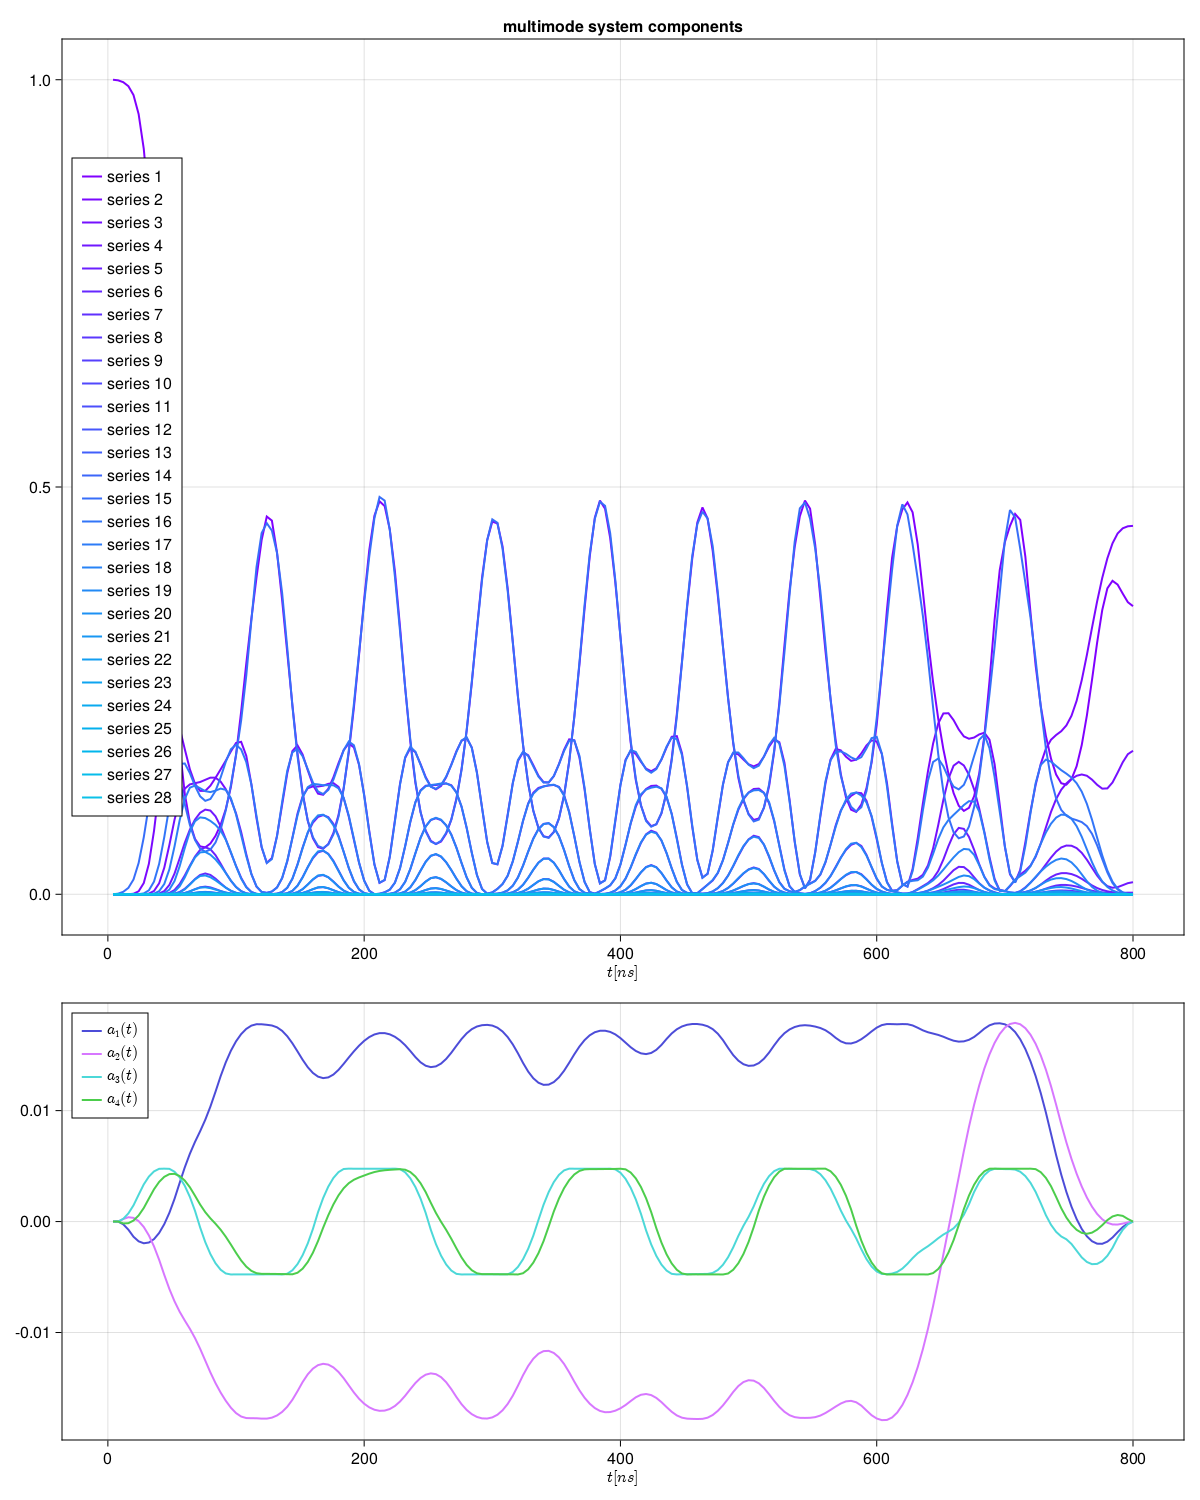 multimode system components
1.0
0.5
0.0
series 1
series 2
series 3
series 4
series 5
series 6
series 7
series 8
series 9
series 10
series 11
series 12
series 13
series 14
series 15
series 16
series 17
series 18
series 19
series 20
series 21
series 22
series 23
series 24
series 25
series 26
series 27
series 28
0 200 400 600 800
t[ns]
0.01
0.00
-0.01
a₁(t)
a₂(t)
a₃(t)
a₄(t)
0 200 400 600 800
t[ns]